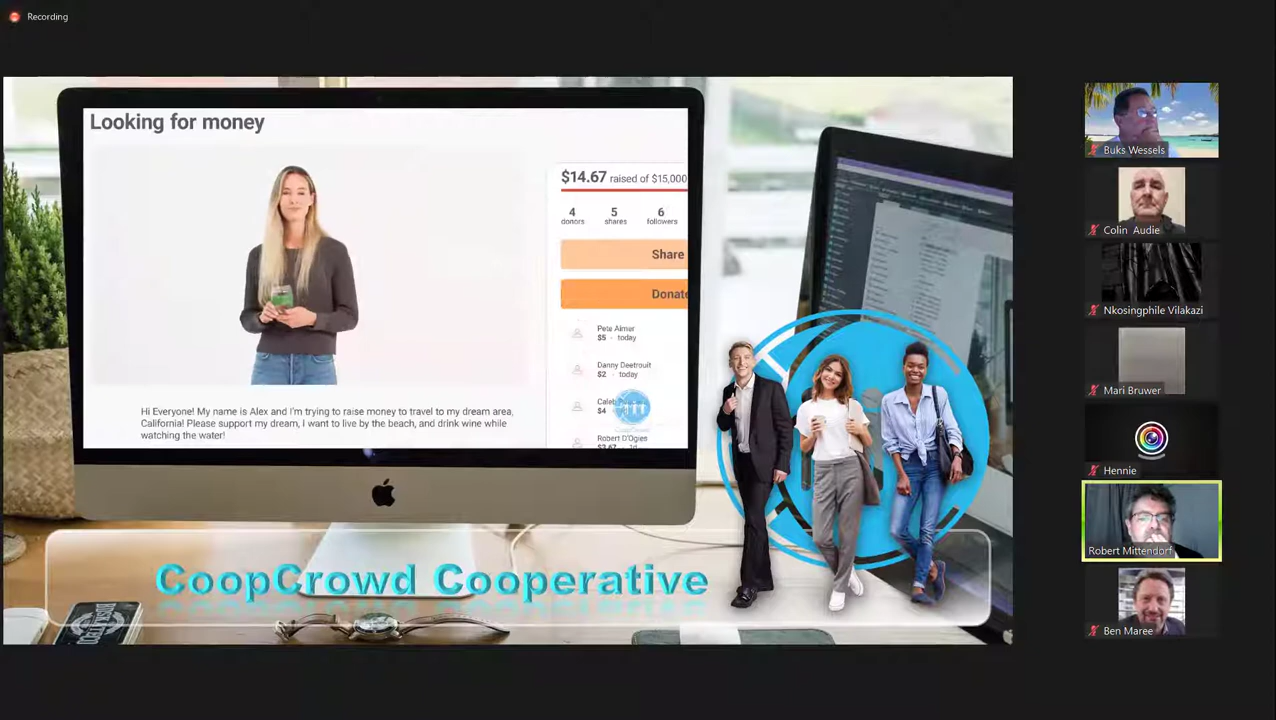 Recording
Looking for money
$14.67 raised of $15,000
4 5 6
donors shares followers
Share
Donate
Pete Aimer
$5 · today
Danny Deetrouit
$2 · today
Caleb
$4
Robert D'Ogies
$3.67
Hi Everyone! My name is Alex and I'm trying to raise money to travel to my dream area,
California! Please support my dream, I want to live by the beach, and drink wine while
watching the water!
CoopCrowd Cooperative
Buks Wessels
Colin Audie
Nkosingphile Vilakazi
Mari Bruwer
Hennie
Robert Mittendorf
Ben Maree